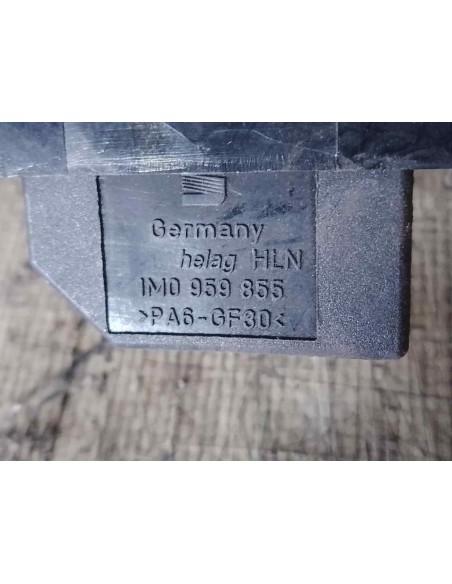 Germany
helag HLN
1M0 959 855
>PA6-GF30<